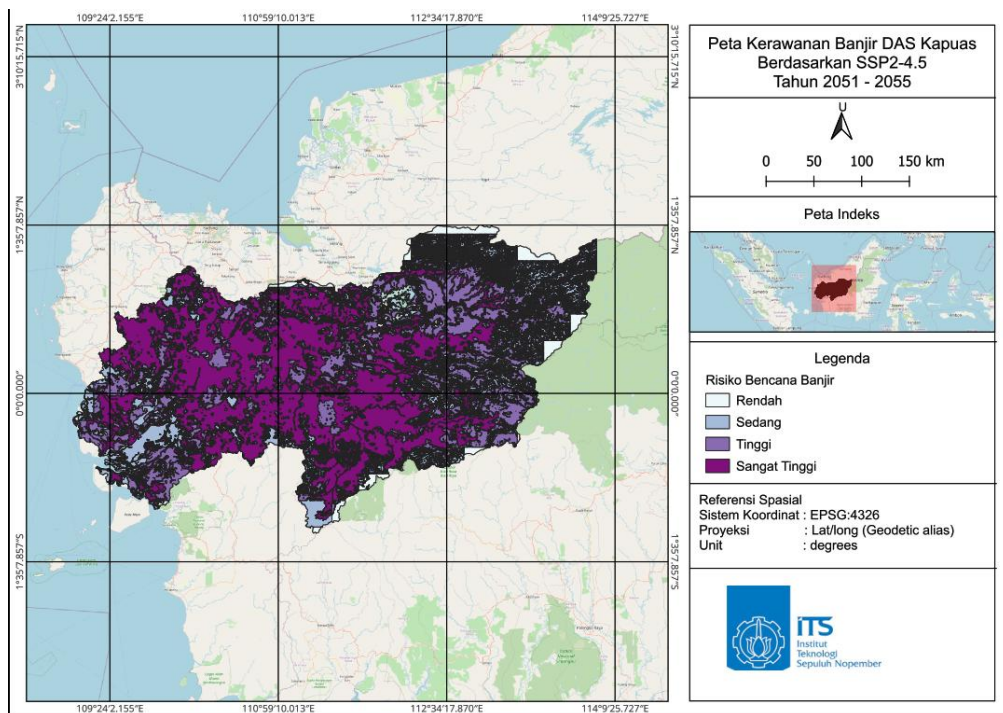 109°24'2.155"E 110°59'10.013"E 112°34'17.870"E 114°9'25.727"E
3°10'15.715"N
3°10'15.715"N
1°35'7.857"N
1°35'7.857"N
0°0'0.000"
0°0'0.000"
1°35'7.857"S
1°35'7.857"S
109°24'2.155"E 110°59'10.013"E 112°34'17.870"E 114°9'25.727"E
Peta Kerawanan Banjir DAS Kapuas
Berdasarkan SSP2-4.5
Tahun 2051 - 2055
U
0 50 100 150 km
Peta Indeks
Legenda
Risiko Bencana Banjir
Rendah
Sedang
Tinggi
Sangat Tinggi
Referensi Spasial
Sistem Koordinat : EPSG:4326
Proyeksi : Lat/long (Geodetic alias)
Unit : degrees
iTS
Institut
Teknologi
Sepuluh Nopember